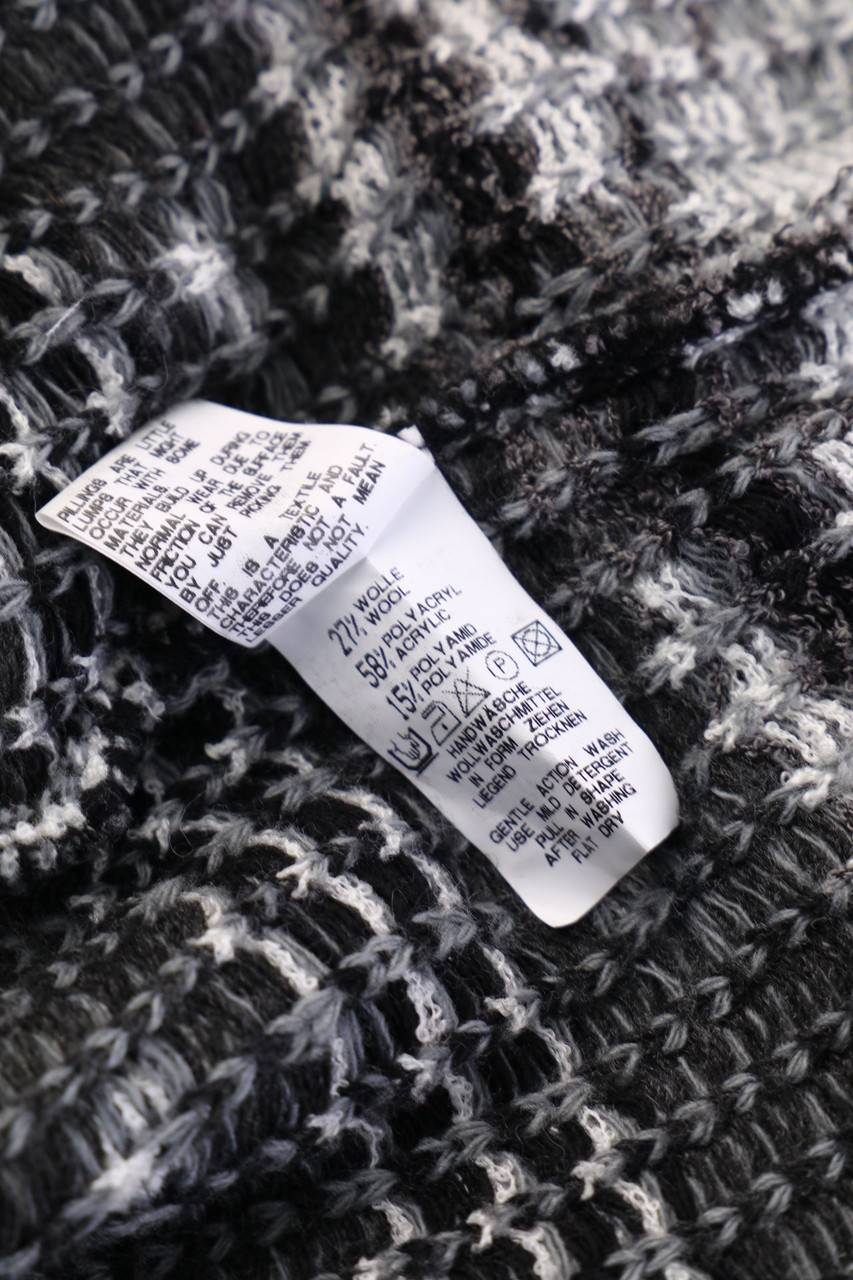 PILLINGS ARE LITTLE
LUMPS THAT MIGHT
OCCUR WITH SOME
MATERIALS
THEY BUILD UP DURING
NORMAL WEAR DUE TO
FRICTION OF THE SURFACE
YOU CAN REMOVE THEM
BY JUST PICKING THEM
OFF
THIS IS A TEXTILE
CHARACTERISTIC AND
THEREFORE NOT A FAULT.
THIS DOES NOT MEAN
LESSER QUALITY.
27% WOLLE
WOOL
58% POLYACRYL
ACRYLIC
15% POLYAMID
POLYAMIDE
P
HANDWÄSCHE
WOLLWASCHMITTEL
IN FORM ZIEHEN
LIEGEND TROCKNEN
GENTLE ACTION WASH
USE MILD DETERGENT
PULL IN SHAPE
AFTER WASHING
FLAT DRY